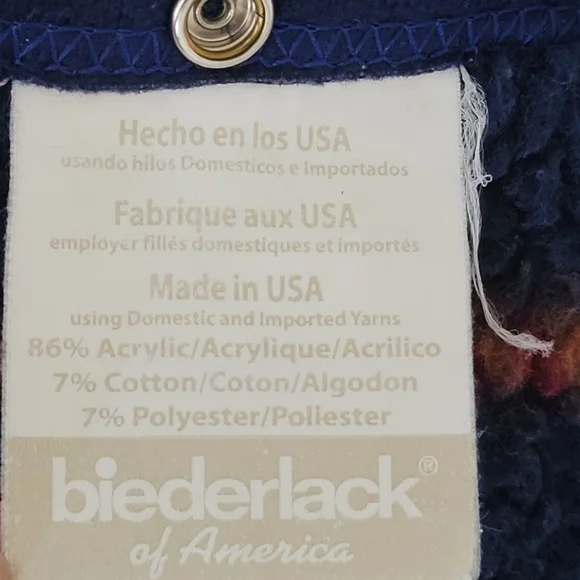 Hecho en los USA
usando hilos Domesticos e Importados
Fabrique aux USA
employer fillés domestiques et importés
Made in USA
using Domestic and Imported Yarns
86% Acrylic/Acrylique/Acrilico
7% Cotton/Coton/Algodon
7% Polyester/Poliester
biederlack®
of America